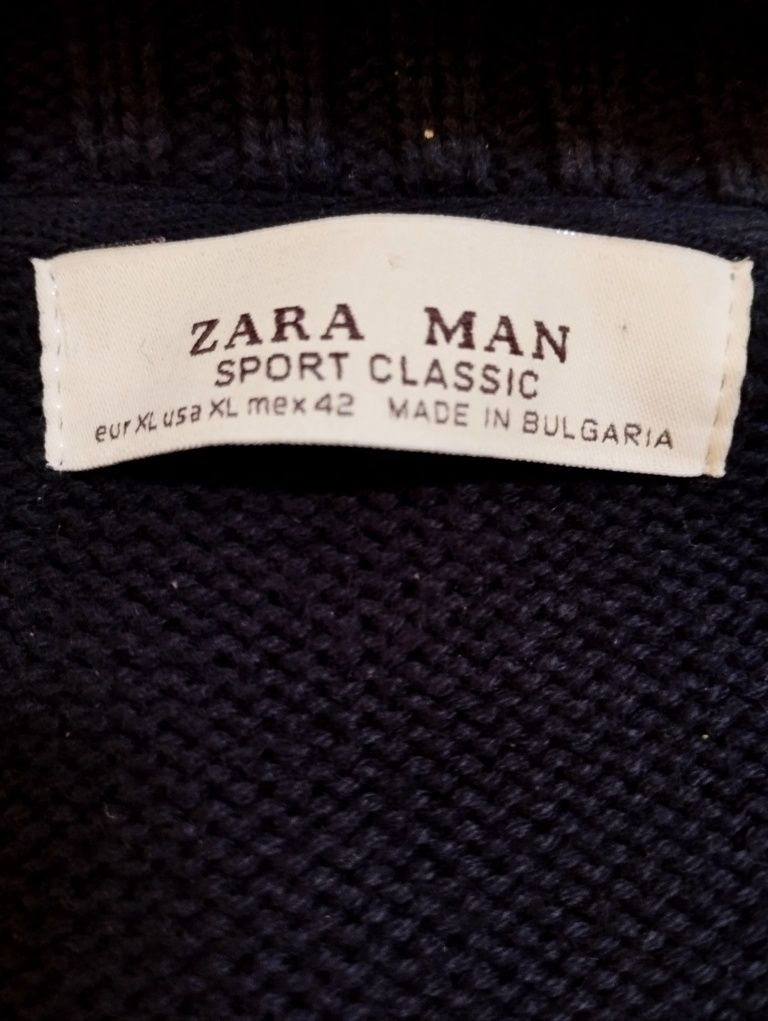 ZARA MAN
SPORT CLASSIC
eur XL usa XL mex 42 MADE IN BULGARIA